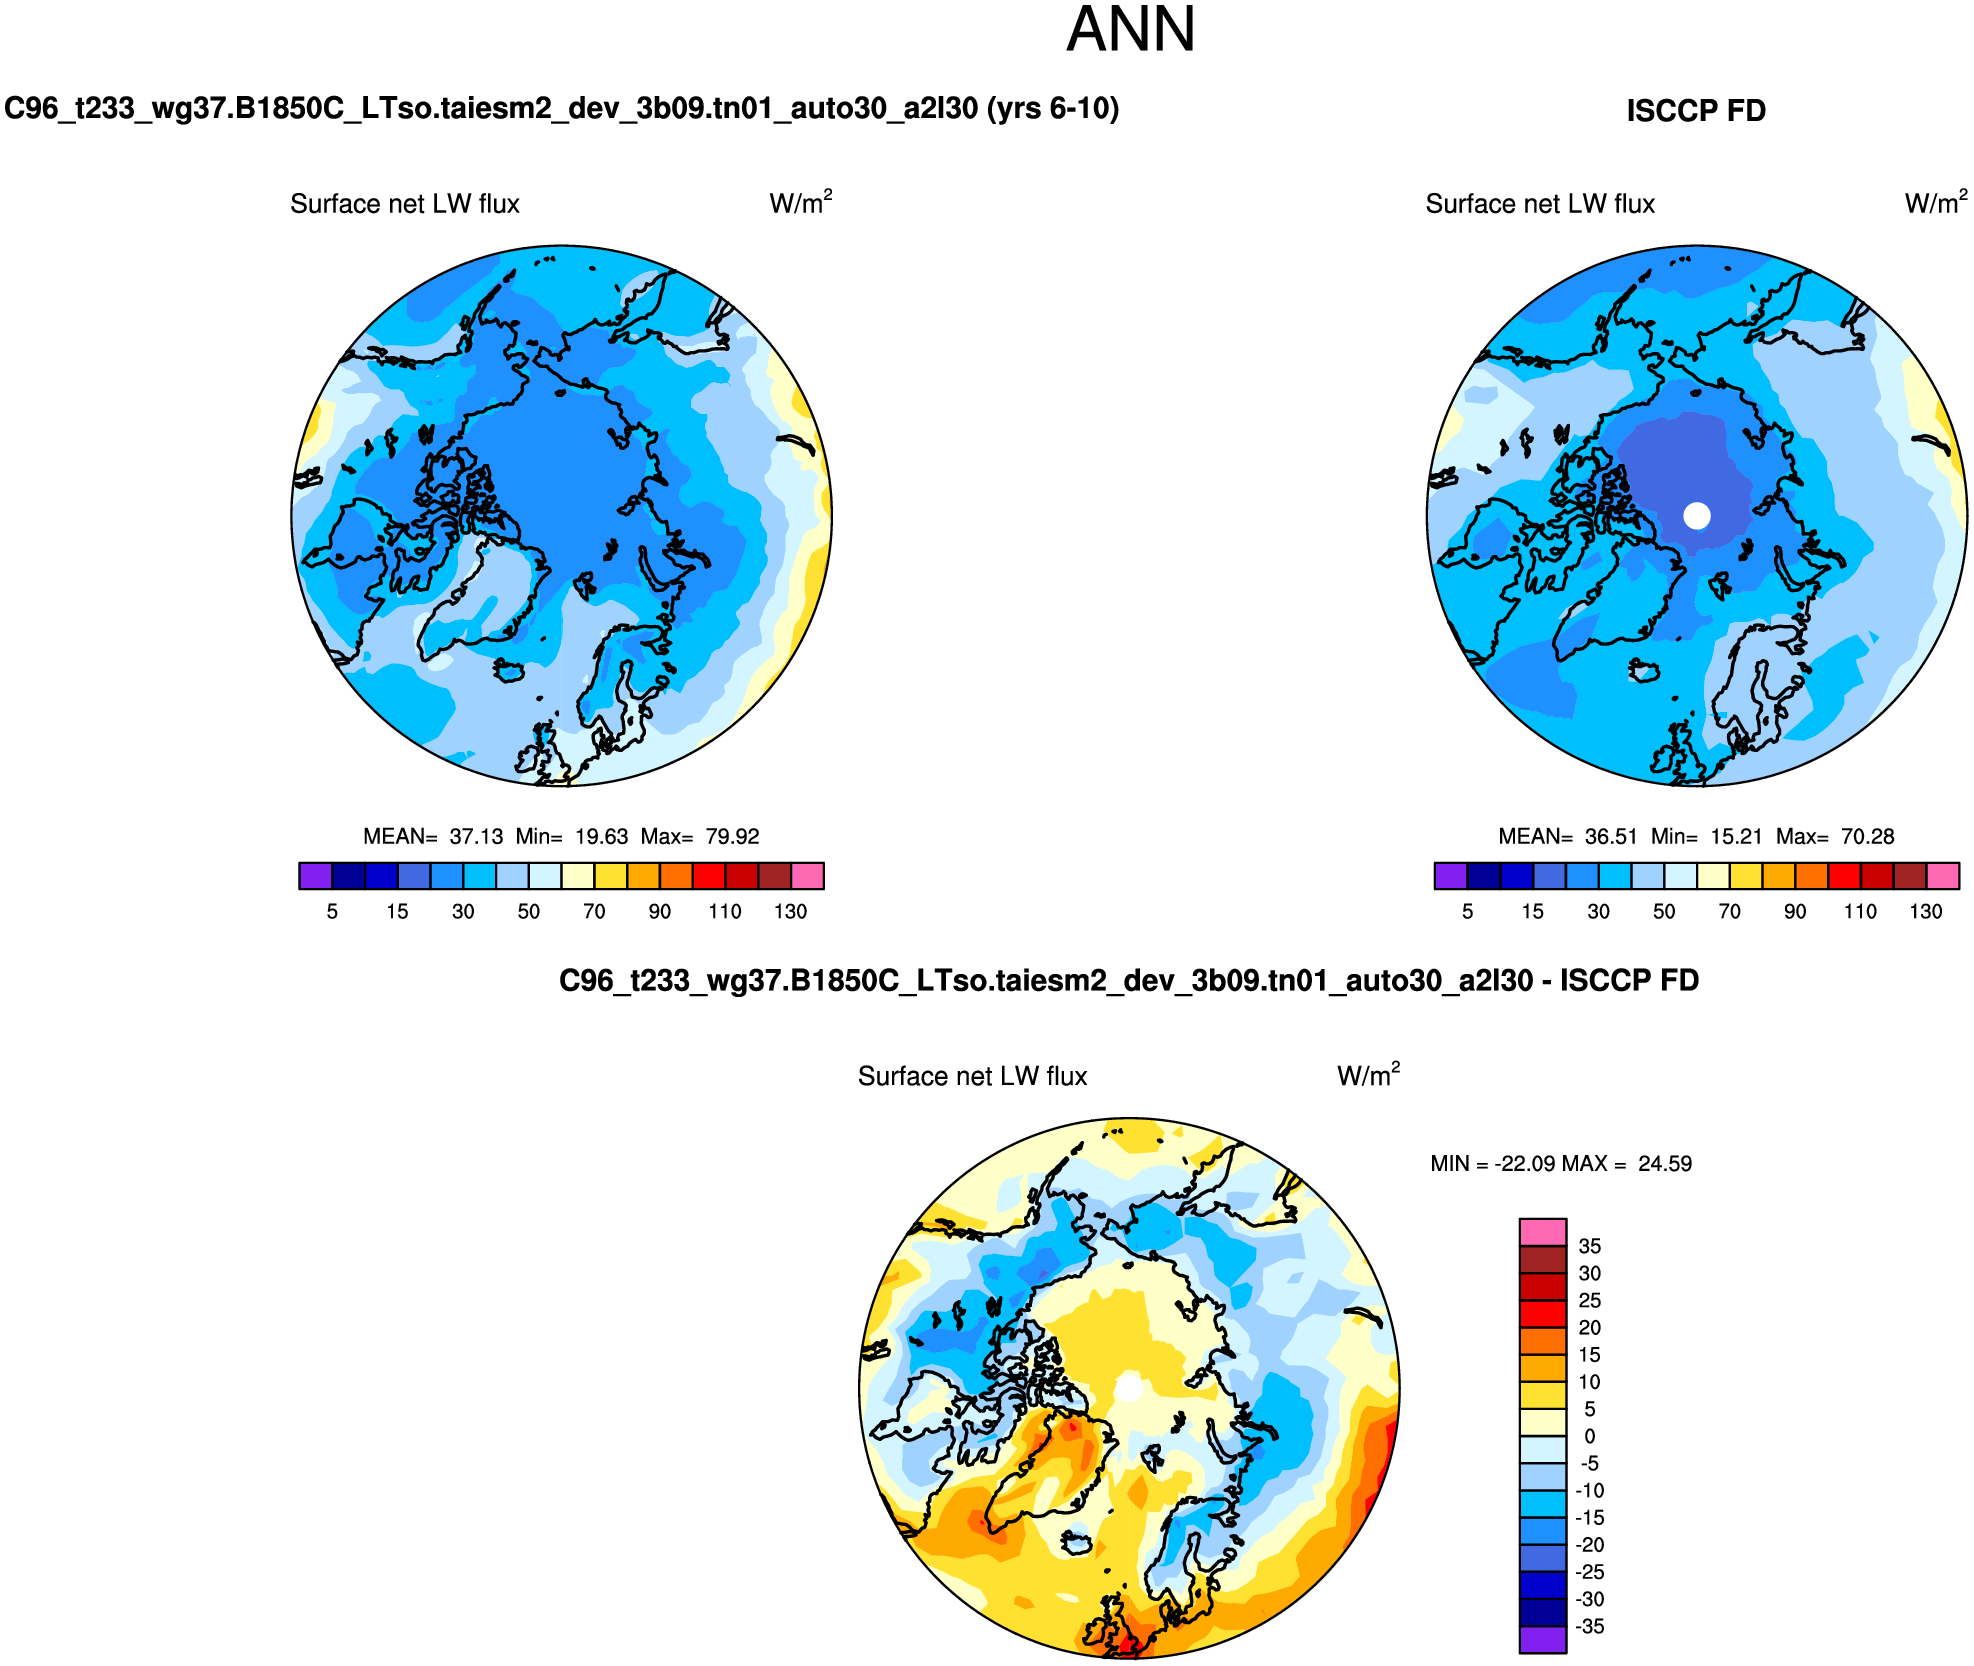 ANN
C96_t233_wg37.B1850C_LTso.taiesm2_dev_3b09.tn01_auto30_a2l30 (yrs 6-10)
ISCCP FD
Surface net LW flux W/m²
Surface net LW flux W/m²
MEAN= 37.13 Min= 19.63 Max= 79.92
MEAN= 36.51 Min= 15.21 Max= 70.28
5 15 30 50 70 90 110 130
5 15 30 50 70 90 110 130
C96_t233_wg37.B1850C_LTso.taiesm2_dev_3b09.tn01_auto30_a2l30 - ISCCP FD
Surface net LW flux W/m²
MIN = -22.09 MAX = 24.59
35
30
25
20
15
10
5
0
-5
-10
-15
-20
-25
-30
-35